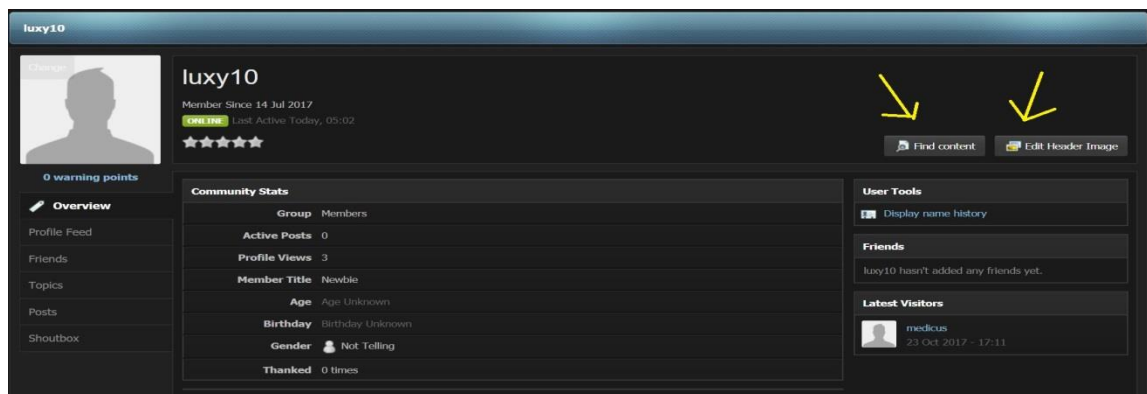 luxy10
Change
luxy10
Member Since 14 Jul 2017
ONLINE Last Active Today, 05:02
Find content
Edit Header Image
0 warning points
Overview
Profile Feed
Friends
Topics
Posts
Shoutbox
Community Stats
Group Members
Active Posts 0
Profile Views 3
Member Title Newbie
Age Age Unknown
Birthday Birthday Unknown
Gender Not Telling
Thanked 0 times
User Tools
Display name history
Friends
luxy10 hasn't added any friends yet.
Latest Visitors
medicus
23 Oct 2017 - 17:11